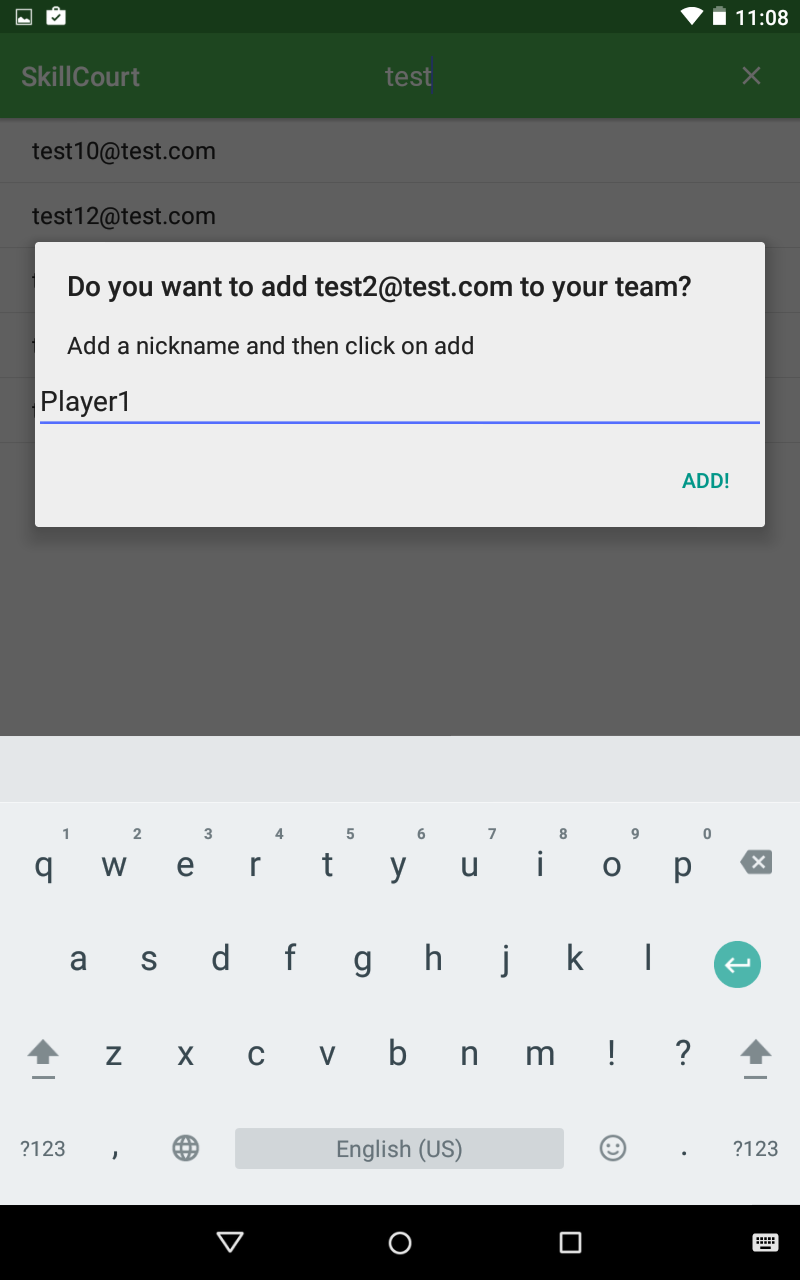 11:08
SkillCourt test
test10@test.com
test12@test.com
Do you want to add test2@test.com to your team?
Add a nickname and then click on add
Player1
ADD!
1 2 3 4 5 6 7 8 9 0
q w e r t y u i o p
a s d f g h j k l
z x c v b n m ! ?
?123 , English (US) . ?123